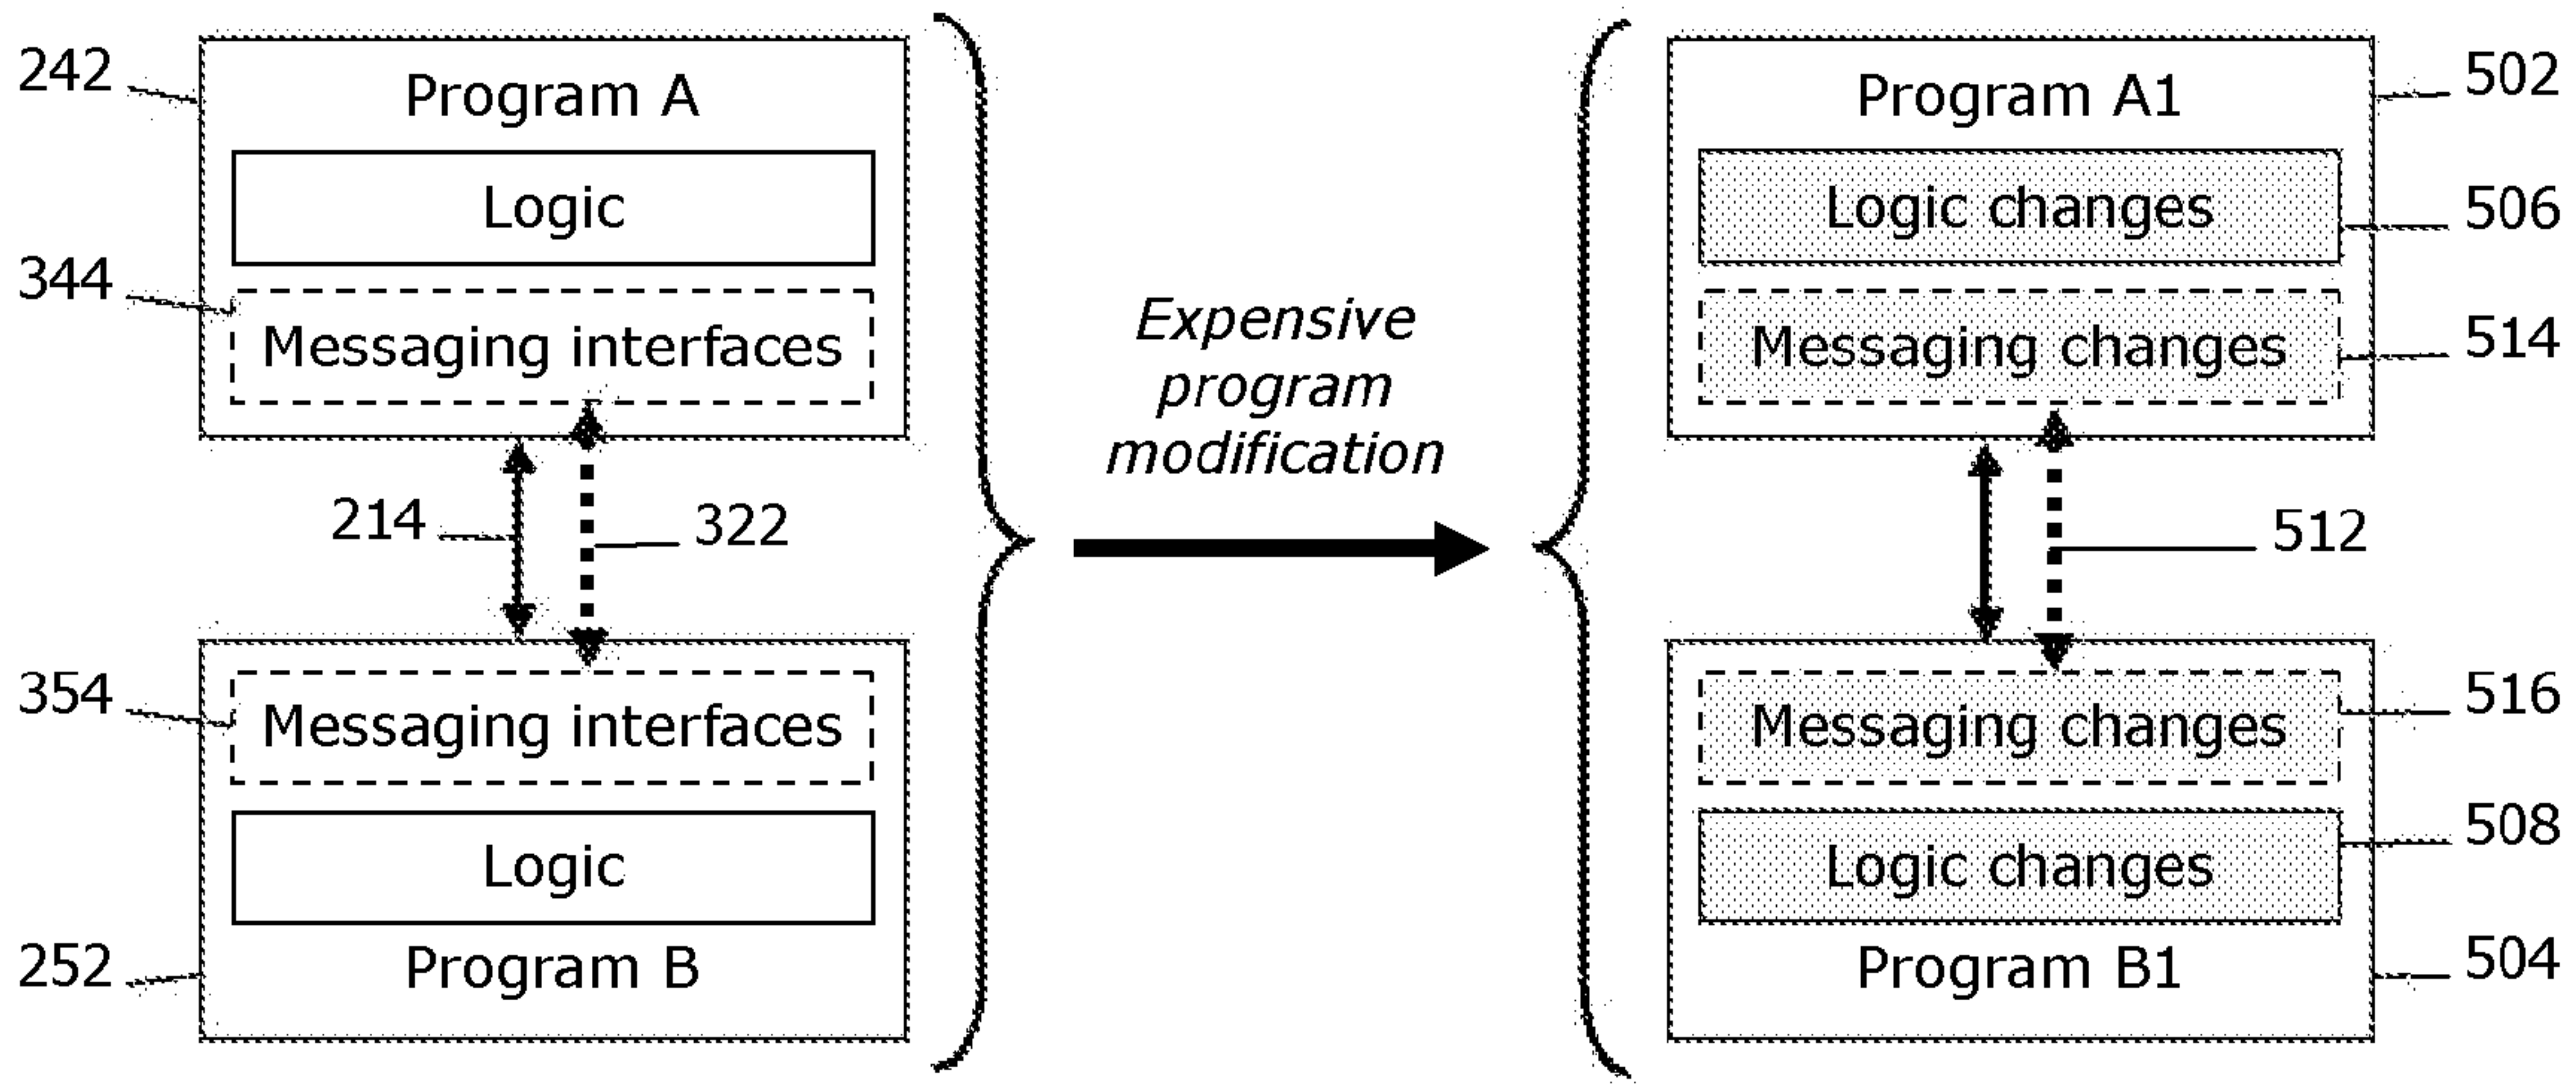 242
Program A
Logic
344
Messaging interfaces
214
322
354
Messaging interfaces
Logic
252
Program B
Expensive
program
modification
Program A1
502
Logic changes
506
Messaging changes
514
512
Messaging changes
516
Logic changes
508
Program B1
504